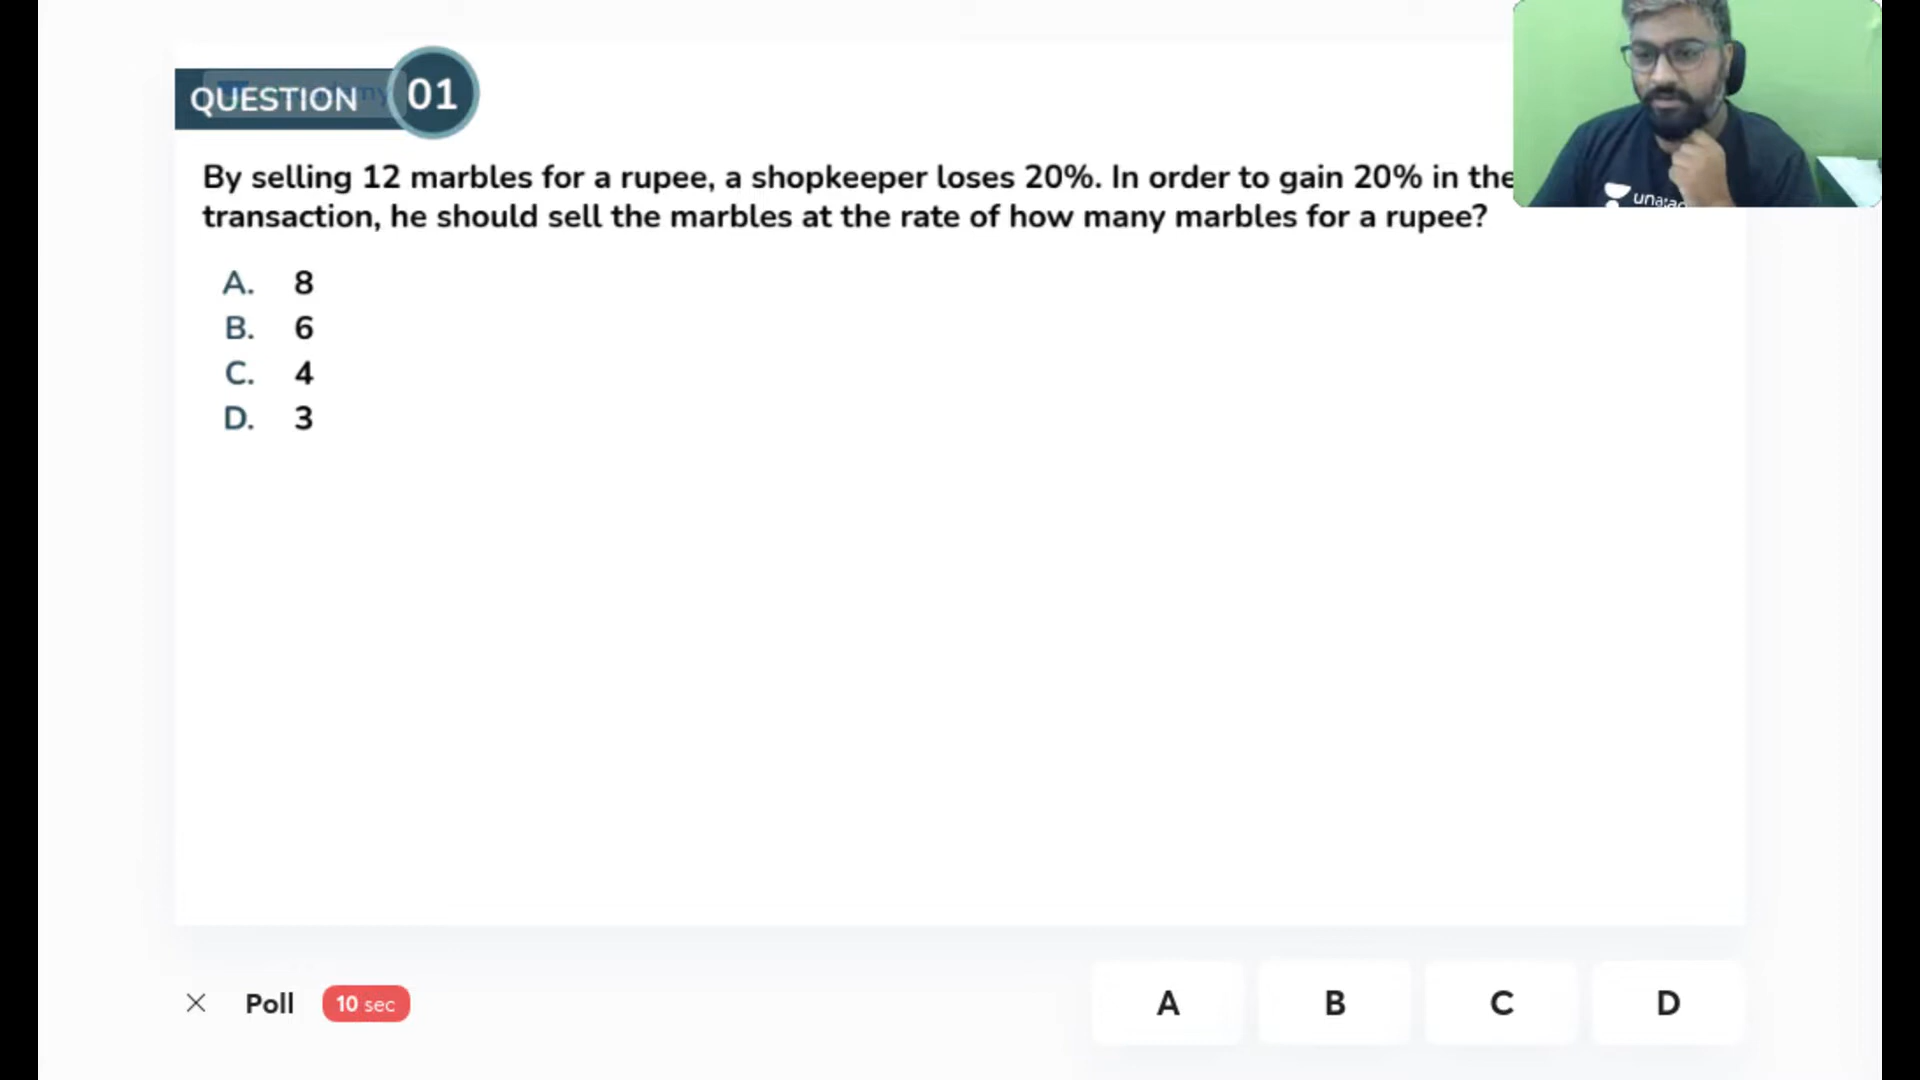 QUESTION 01
By selling 12 marbles for a rupee, a shopkeeper loses 20%. In order to gain 20% in the
transaction, he should sell the marbles at the rate of how many marbles for a rupee?
A. 8
B. 6
C. 4
D. 3
× Poll 10 sec A B C D